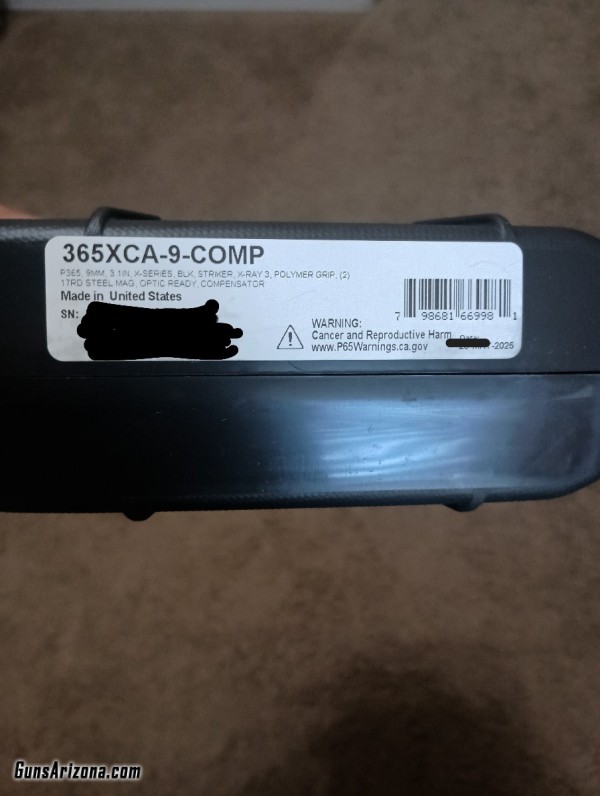 365XCA-9-COMP
P365, 9MM, 3.1IN, X-SERIES, BLK, STRIKER, X-RAY 3, POLYMER GRIP, (2)
17RD STEEL MAG, OPTIC READY, COMPENSATOR
Made in United States
SN:
7 98681 66998 1
WARNING:
Cancer and Reproductive Harm
www.P65Warnings.ca.gov
-2025
GunsArizona.com